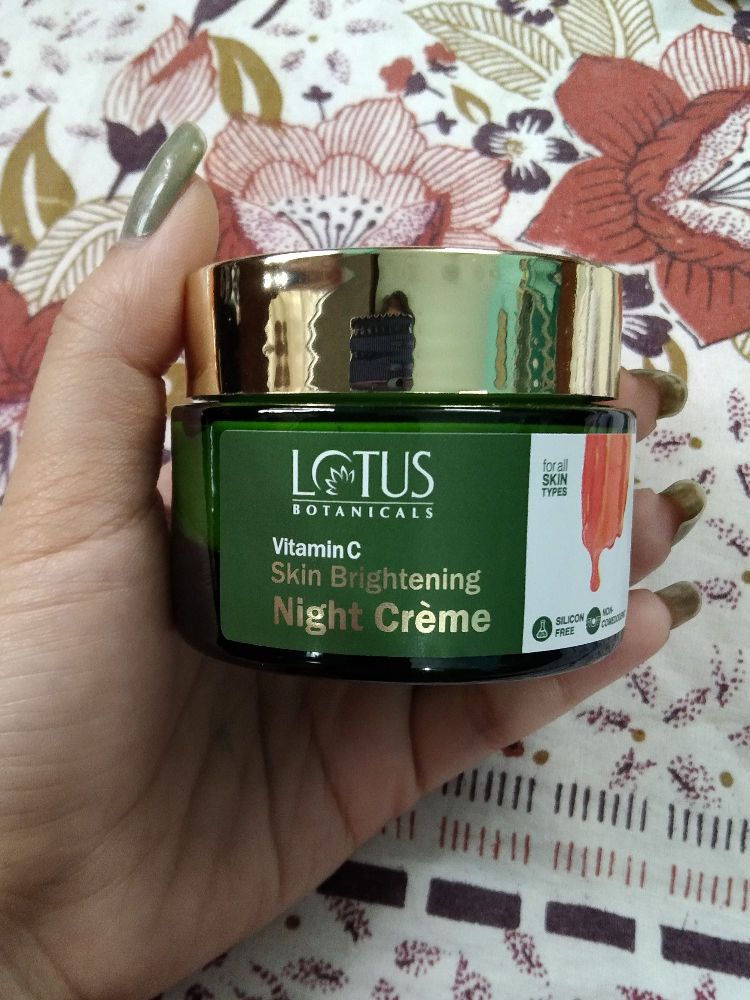 LOTUS
BOTANICALS
Vitamin C
Skin Brightening
Night Crème
for all
SKIN
TYPES
SILICON
FREE
NON-